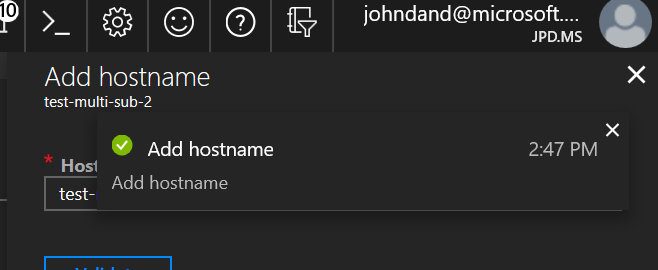 10
johndand@microsoft....
JPD.MS
Add hostname
test-multi-sub-2
Add hostname
2:47 PM
Add hostname
* Host
test-